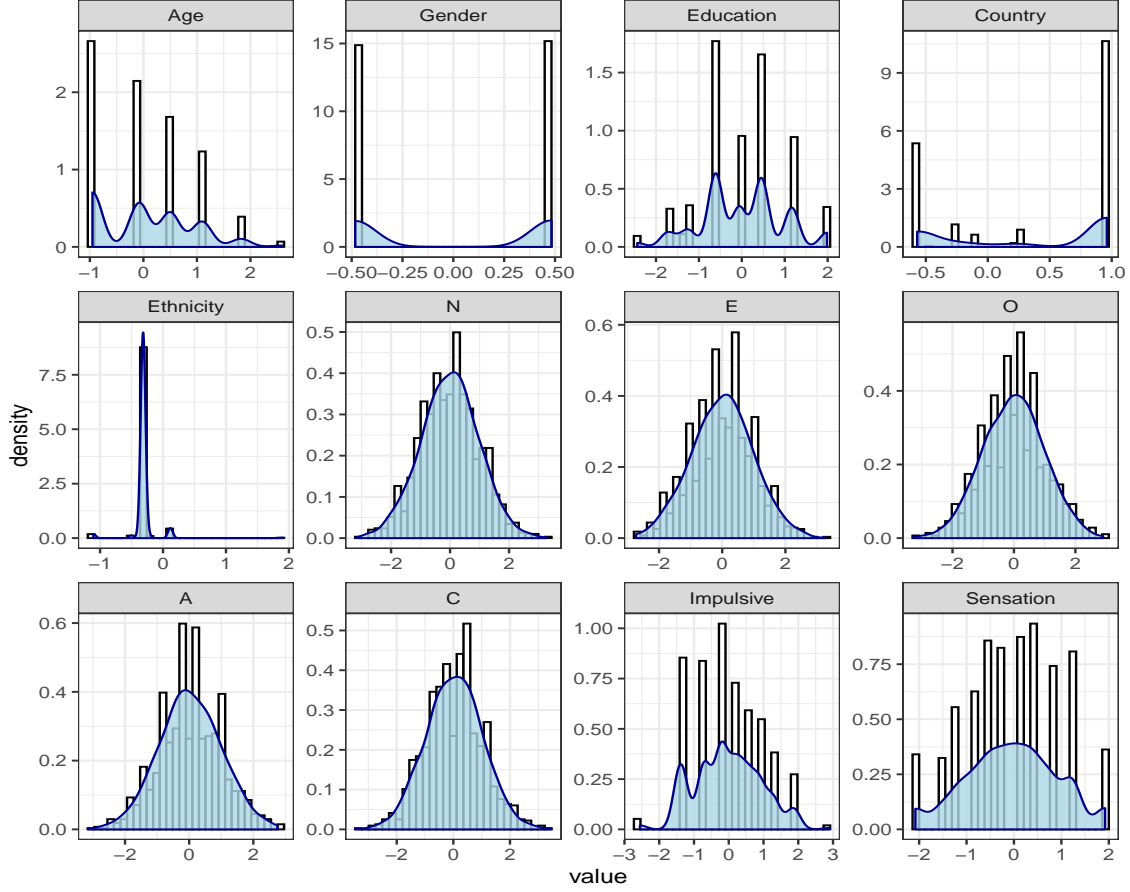 Age Gender Education Country
2 1 0
15 10 5 0
1.5 1.0 0.5 0.0
9 6 3 0
−1 0 1 2
−0.50 −0.25 0.00 0.25 0.50
−2 −1 0 1 2
−0.5 0.0 0.5 1.0
Ethnicity N E O
7.5 5.0 2.5 0.0
0.5 0.4 0.3 0.2 0.1 0.0
0.6 0.4 0.2 0.0
0.4 0.2 0.0
−1 0 1 2
−2 0 2
−2 0 2
−2 0 2
density
A C Impulsive Sensation
0.6 0.4 0.2 0.0
0.5 0.4 0.3 0.2 0.1 0.0
1.00 0.75 0.50 0.25 0.00
0.75 0.50 0.25 0.00
−2 0 2
−2 0 2
−3 −2 −1 0 1 2 3
−2 −1 0 1 2
value